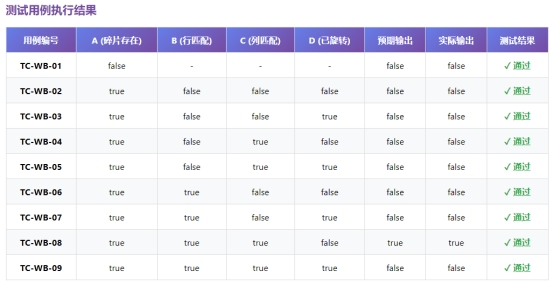 测试用例执行结果
用例编号 A (碎片存在) B (行匹配) C (列匹配) D (已旋转) 预期输出 实际输出 测试结果
TC-WB-01 false - - - false false ✓ 通过
TC-WB-02 true false false false false false ✓ 通过
TC-WB-03 true false false true false false ✓ 通过
TC-WB-04 true false true false false false ✓ 通过
TC-WB-05 true false true true false false ✓ 通过
TC-WB-06 true true false false false false ✓ 通过
TC-WB-07 true true false true false false ✓ 通过
TC-WB-08 true true true false true true ✓ 通过
TC-WB-09 true true true true false false ✓ 通过